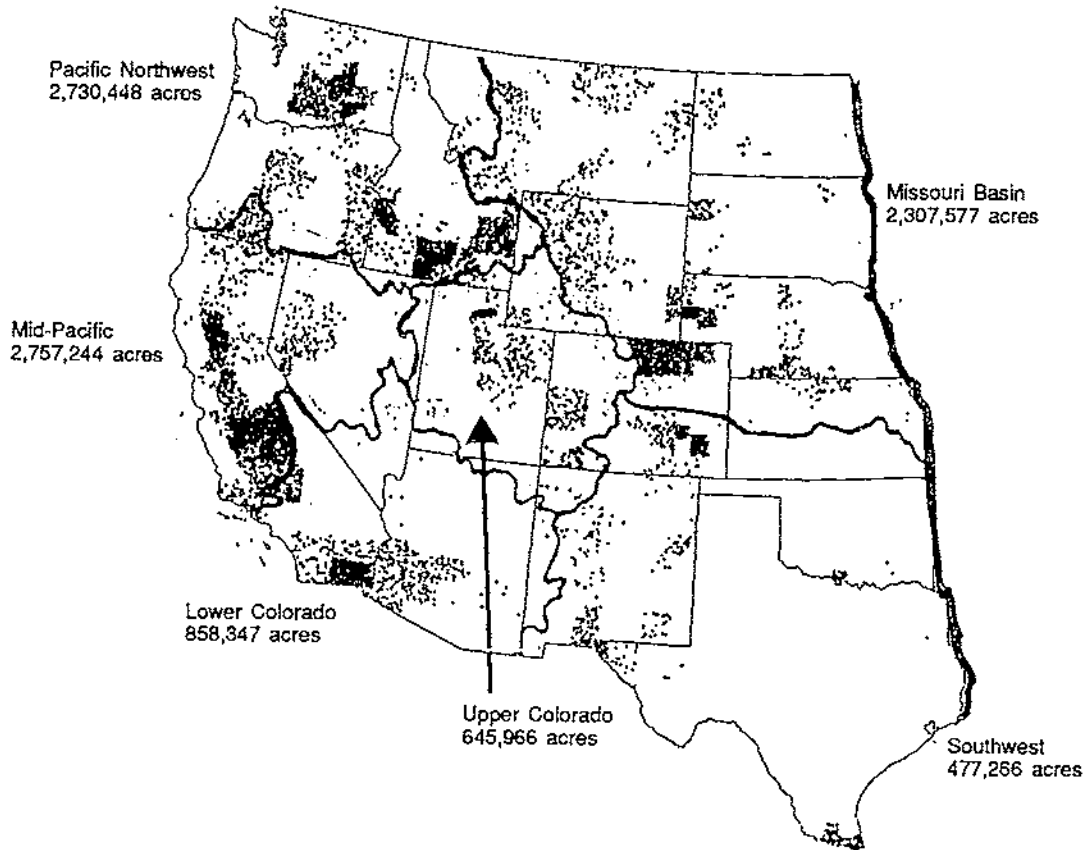 Pacific Northwest
2,730,448 acres
Missouri Basin
2,307,577 acres
Mid-Pacific
2,757,244 acres
Lower Colorado
858,347 acres
Upper Colorado
645,966 acres
Southwest
477,266 acres